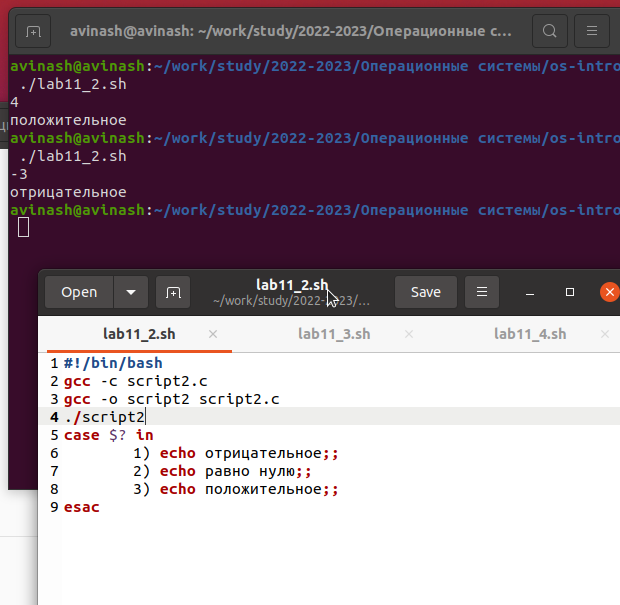 avinash@avinash: ~/work/study/2022-2023/Операционные с...
avinash@avinash:~/work/study/2022-2023/Операционные системы/os-intro
./lab11_2.sh
4
положительное
avinash@avinash:~/work/study/2022-2023/Операционные системы/os-intro
./lab11_2.sh
-3
отрицательное
avinash@avinash:~/work/study/2022-2023/Операционные системы/os-intro
Open
lab11_2.sh
~/work/study/2022-2023/...
Save
lab11_2.sh × lab11_3.sh × lab11_4.sh ×
1 #!/bin/bash
2 gcc -c script2.c
3 gcc -o script2 script2.c
4 ./script2
5 case $? in
6 1) echo отрицательное;;
7 2) echo равно нулю;;
8 3) echo положительное;;
9 esac